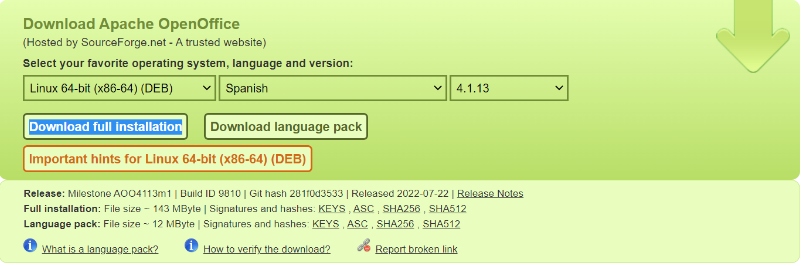 Download Apache OpenOffice
(Hosted by SourceForge.net - A trusted website)
Select your favorite operating system, language and version:
Linux 64-bit (x86-64) (DEB) Spanish 4.1.13
Download full installation Download language pack
Important hints for Linux 64-bit (x86-64) (DEB)
Release: Milestone AOO4113m1 | Build ID 9810 | Git hash 281f0d3533 | Released 2022-07-22 | Release Notes
Full installation: File size ~ 143 MByte | Signatures and hashes: KEYS , ASC , SHA256 , SHA512
Language pack: File size ~ 12 MByte | Signatures and hashes: KEYS , ASC , SHA256 , SHA512
What is a language pack? How to verify the download? Report broken link